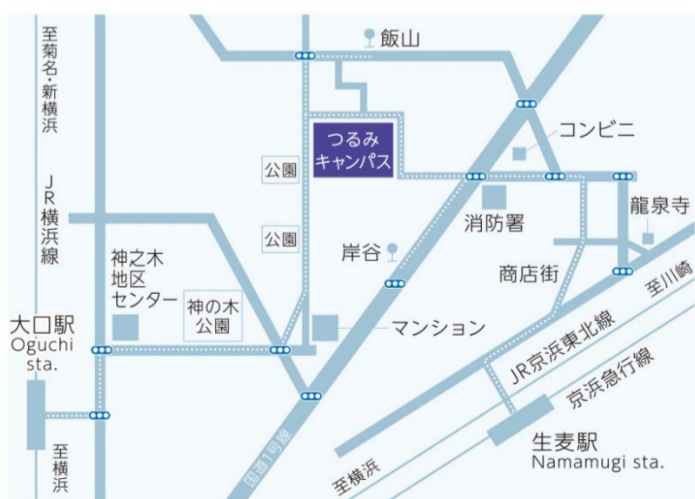 至菊名・新横浜
JR横浜線
飯山
コンビニ
つるみ
キャンパス
公園
公園
消防署
龍泉寺
岸谷
商店街
神之木
地区
センター
神の木
公園
マンション
大口駅
Oguchi
sta.
至横浜
国道1号線
至川崎
JR京浜東北線
京浜急行線
至横浜
生麦駅
Namamugi sta.